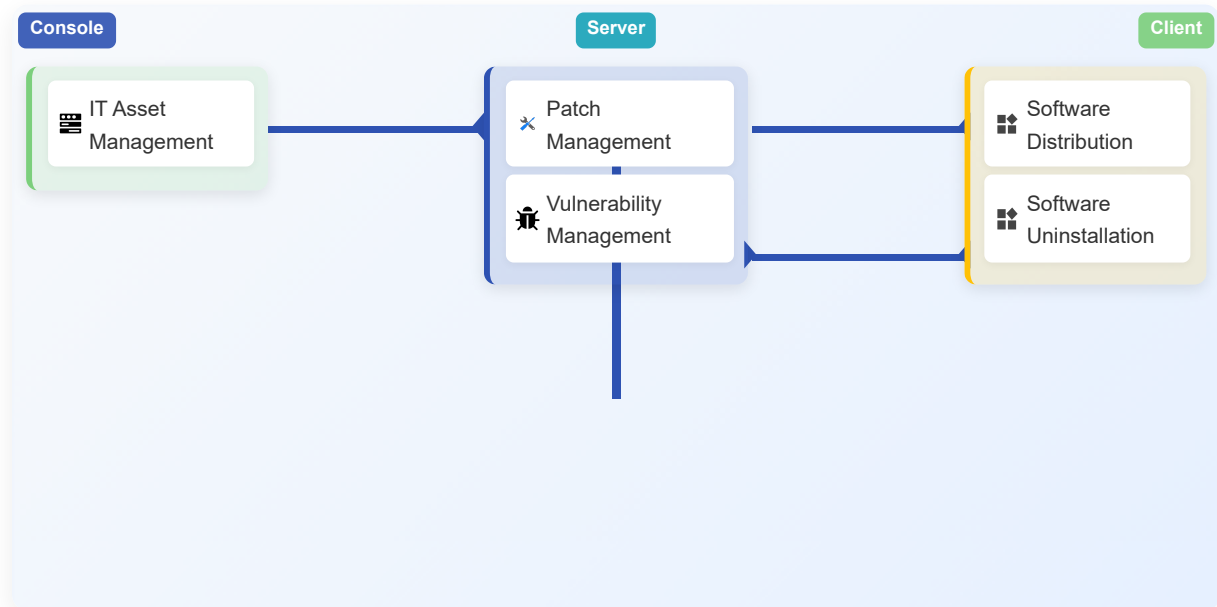 Console
Server
Client
IT Asset
Management
Patch
Management
Vulnerability
Management
Software
Distribution
Software
Uninstallation